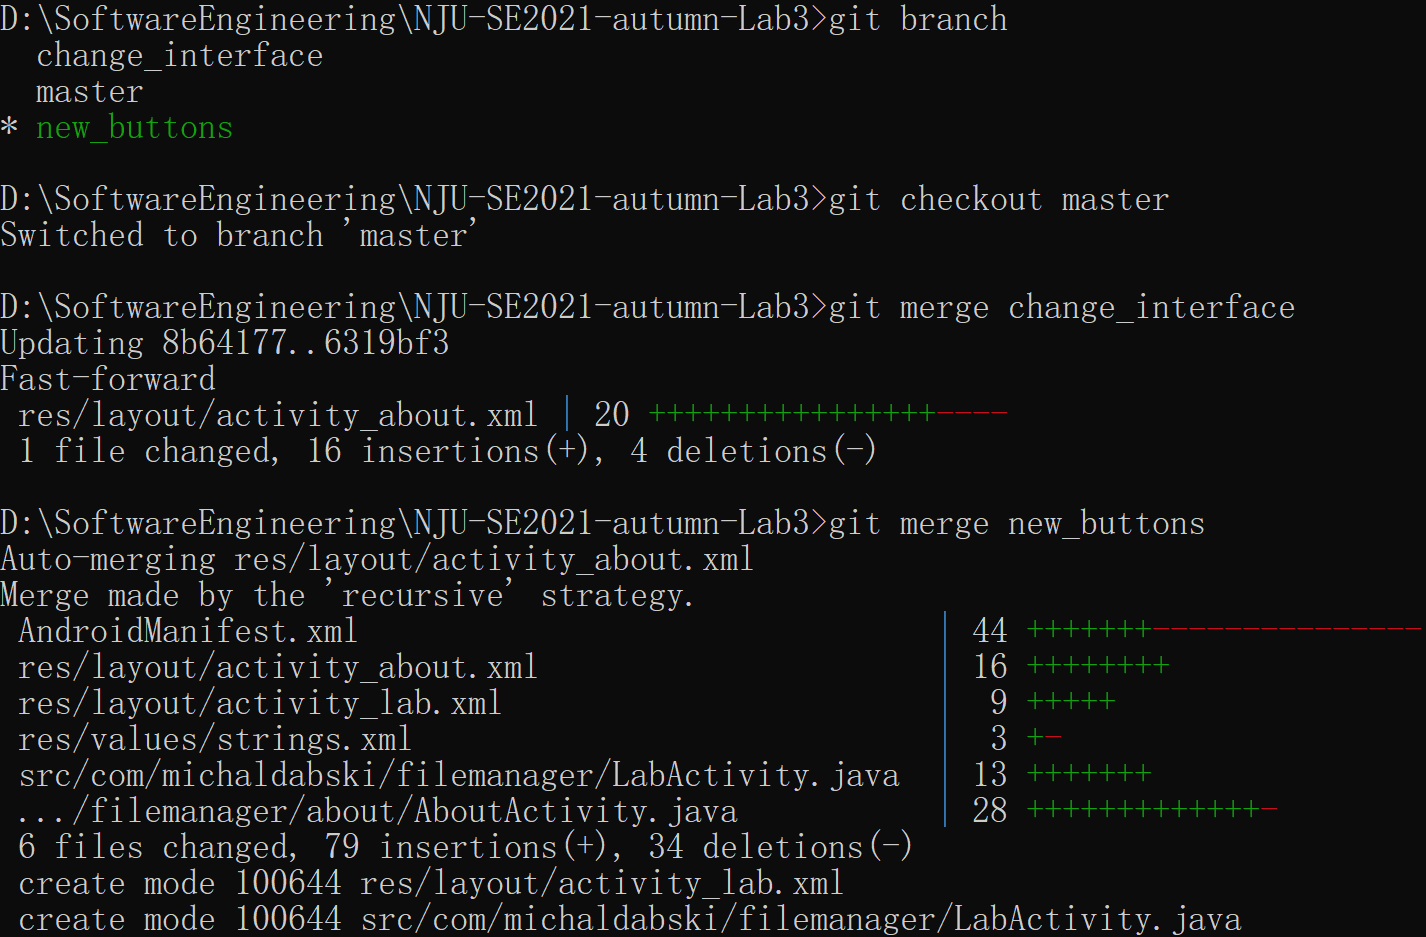 D:\SoftwareEngineering\NJU-SE2021-autumn-Lab3>git branch
  change_interface
  master
* new_buttons

D:\SoftwareEngineering\NJU-SE2021-autumn-Lab3>git checkout master
Switched to branch 'master'

D:\SoftwareEngineering\NJU-SE2021-autumn-Lab3>git merge change_interface
Updating 8b64177..6319bf3
Fast-forward
 res/layout/activity_about.xml | 20 ++++++++++++++++----
 1 file changed, 16 insertions(+), 4 deletions(-)

D:\SoftwareEngineering\NJU-SE2021-autumn-Lab3>git merge new_buttons
Auto-merging res/layout/activity_about.xml
Merge made by the 'recursive' strategy.
 AndroidManifest.xml                               | 44 +++++++---------------
 res/layout/activity_about.xml                     | 16 ++++++++
 res/layout/activity_lab.xml                       |  9 +++++
 res/values/strings.xml                            |  3 +-
 src/com/michaldabski/filemanager/LabActivity.java | 13 +++++++
 .../filemanager/about/AboutActivity.java          | 28 +++++++++++++-
 6 files changed, 79 insertions(+), 34 deletions(-)
 create mode 100644 res/layout/activity_lab.xml
 create mode 100644 src/com/michaldabski/filemanager/LabActivity.java